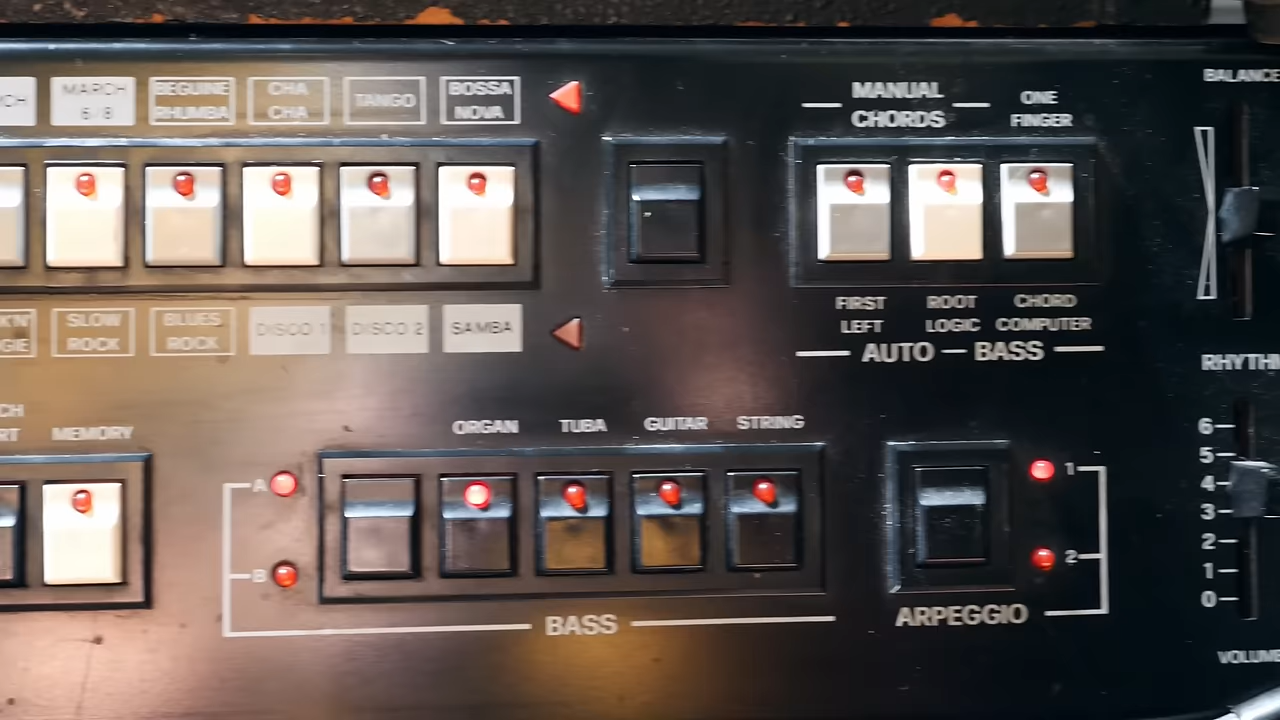 MARCH 6/8
BEGUINE RHUMBA
CHA CHA
TANGO
BOSSA NOVA
MANUAL CHORDS
ONE FINGER
BALANCE
SLOW ROCK
BLUES ROCK
DISCO 1
DISCO 2
SAMBA
FIRST LEFT
ROOT LOGIC
CHORD COMPUTER
AUTO — BASS
RHYTHM
MEMORY
ORGAN
TUBA
GUITAR
STRING
A
B
BASS
ARPEGGIO
1
2
6
5
4
3
2
1
0
VOLUME